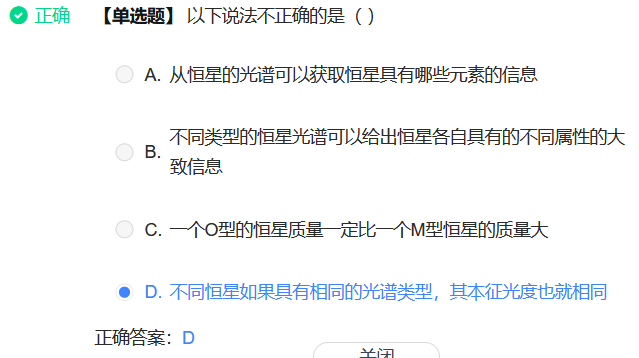 正确 【单选题】 以下说法不正确的是（ ）
A. 从恒星的光谱可以获取恒星具有哪些元素的信息
B. 不同类型的恒星光谱可以给出恒星各自具有的不同属性的大
致信息
C. 一个O型的恒星质量一定比一个M型恒星的质量大
D. 不同恒星如果具有相同的光谱类型，其本征光度也就相同
正确答案：D
关闭